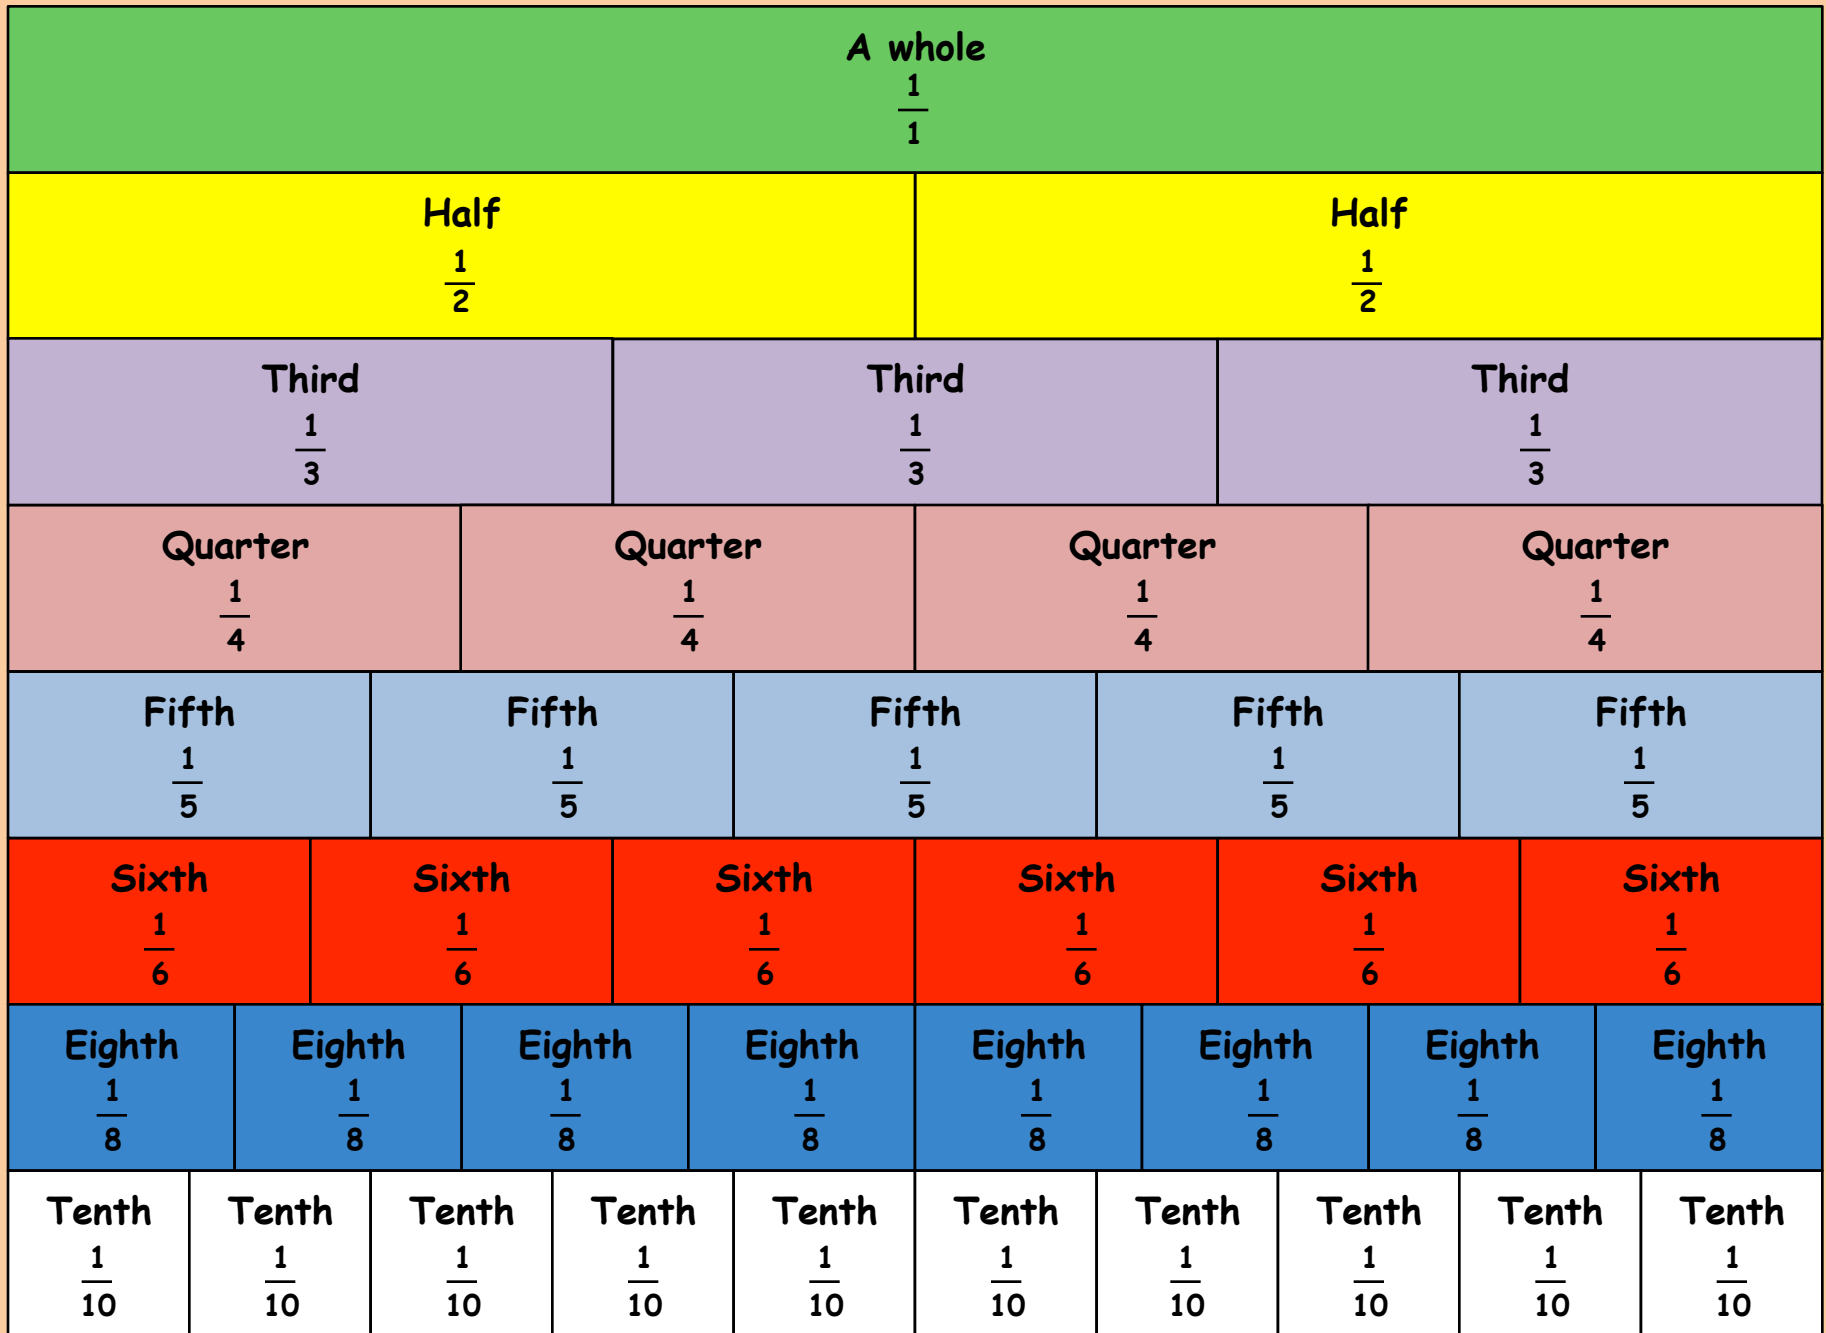 A whole
1
1
Half Half
1 1
2 2
Third Third Third
1 1 1
3 3 3
Quarter Quarter Quarter Quarter
1 1 1 1
4 4 4 4
Fifth Fifth Fifth Fifth Fifth
1 1 1 1 1
5 5 5 5 5
Sixth Sixth Sixth Sixth Sixth Sixth
1 1 1 1 1 1
6 6 6 6 6 6
Eighth Eighth Eighth Eighth Eighth Eighth Eighth Eighth
1 1 1 1 1 1 1 1
8 8 8 8 8 8 8 8
Tenth Tenth Tenth Tenth Tenth Tenth Tenth Tenth Tenth Tenth
1 1 1 1 1 1 1 1 1 1
10 10 10 10 10 10 10 10 10 10